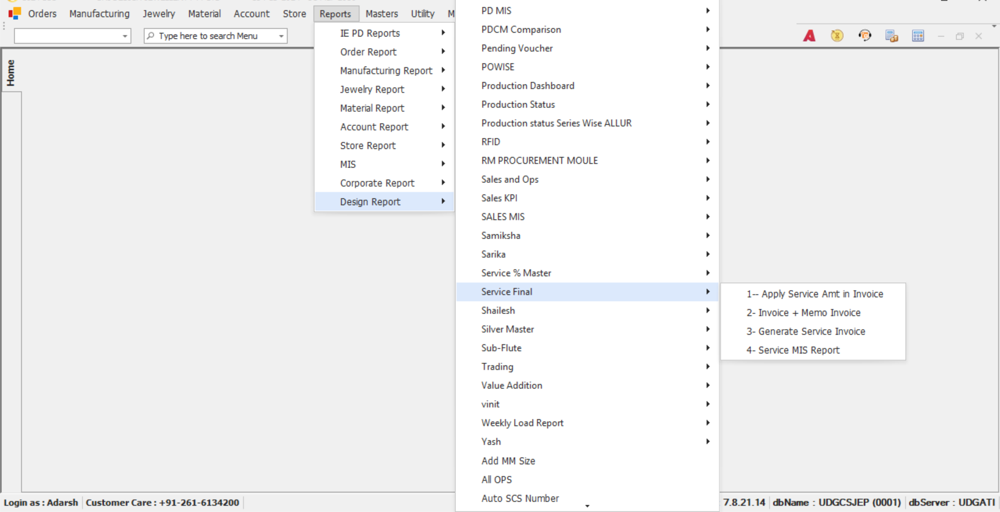 Orders Manufacturing Jewelry Material Account Store Reports Masters Utility M
Type here to search Menu
Home
IE PD Reports
Order Report
Manufacturing Report
Jewelry Report
Material Report
Account Report
Store Report
MIS
Corporate Report
Design Report
PD MIS
PDCM Comparison
Pending Voucher
POWISE
Production Dashboard
Production Status
Production status Series Wise ALLUR
RFID
RM PROCUREMENT MOULE
Sales and Ops
Sales KPI
SALES MIS
Samiksha
Sarika
Service % Master
Service Final
Shailesh
Silver Master
Sub-Flute
Trading
Value Addition
vinit
Weekly Load Report
Yash
Add MM Size
All OPS
Auto SCS Number
1-- Apply Service Amt in Invoice
2- Invoice + Memo Invoice
3- Generate Service Invoice
4- Service MIS Report
Login as : Adarsh Customer Care : +91-261-6134200 : 7.8.21.14 dbName : UDGCSJEP (0001) dbServer : UDGATI